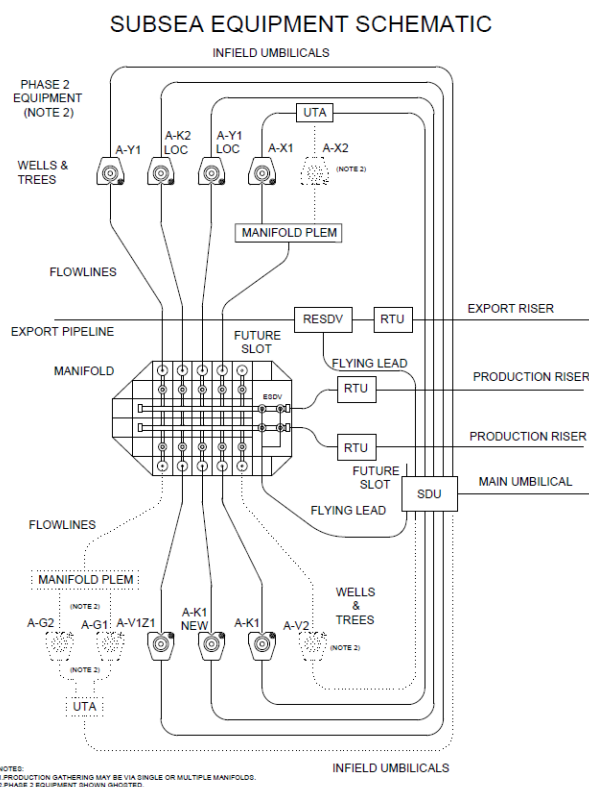 SUBSEA EQUIPMENT SCHEMATIC
INFIELD UMBILICALS
PHASE 2
EQUIPMENT
(NOTE 2)
UTA
A-Y1
A-K2
LOC
A-Y1
LOC
A-X1
A-X2
(NOTE 2)
WELLS &
TREES
MANIFOLD PLEM
FLOWLINES
EXPORT RISER
RESDV
RTU
EXPORT PIPELINE
FUTURE
SLOT
MANIFOLD
FLYING LEAD
PRODUCTION RISER
RTU
ESDV
PRODUCTION RISER
RTU
FUTURE
SLOT
MAIN UMBILICAL
SDU
FLYING LEAD
FLOWLINES
MANIFOLD PLEM
WELLS
&
TREES
(NOTE 2)
A-G2
A-G1
A-V1Z1
A-K1
NEW
A-K1
A-V2
(NOTE 2)
(NOTE 2)
UTA
INFIELD UMBILICALS
NOTES:
1.PRODUCTION GATHERING MAY BE VIA SINGLE OR MULTIPLE MANIFOLDS.
2.PHASE 2 EQUIPMENT SHOWN GHOSTED.